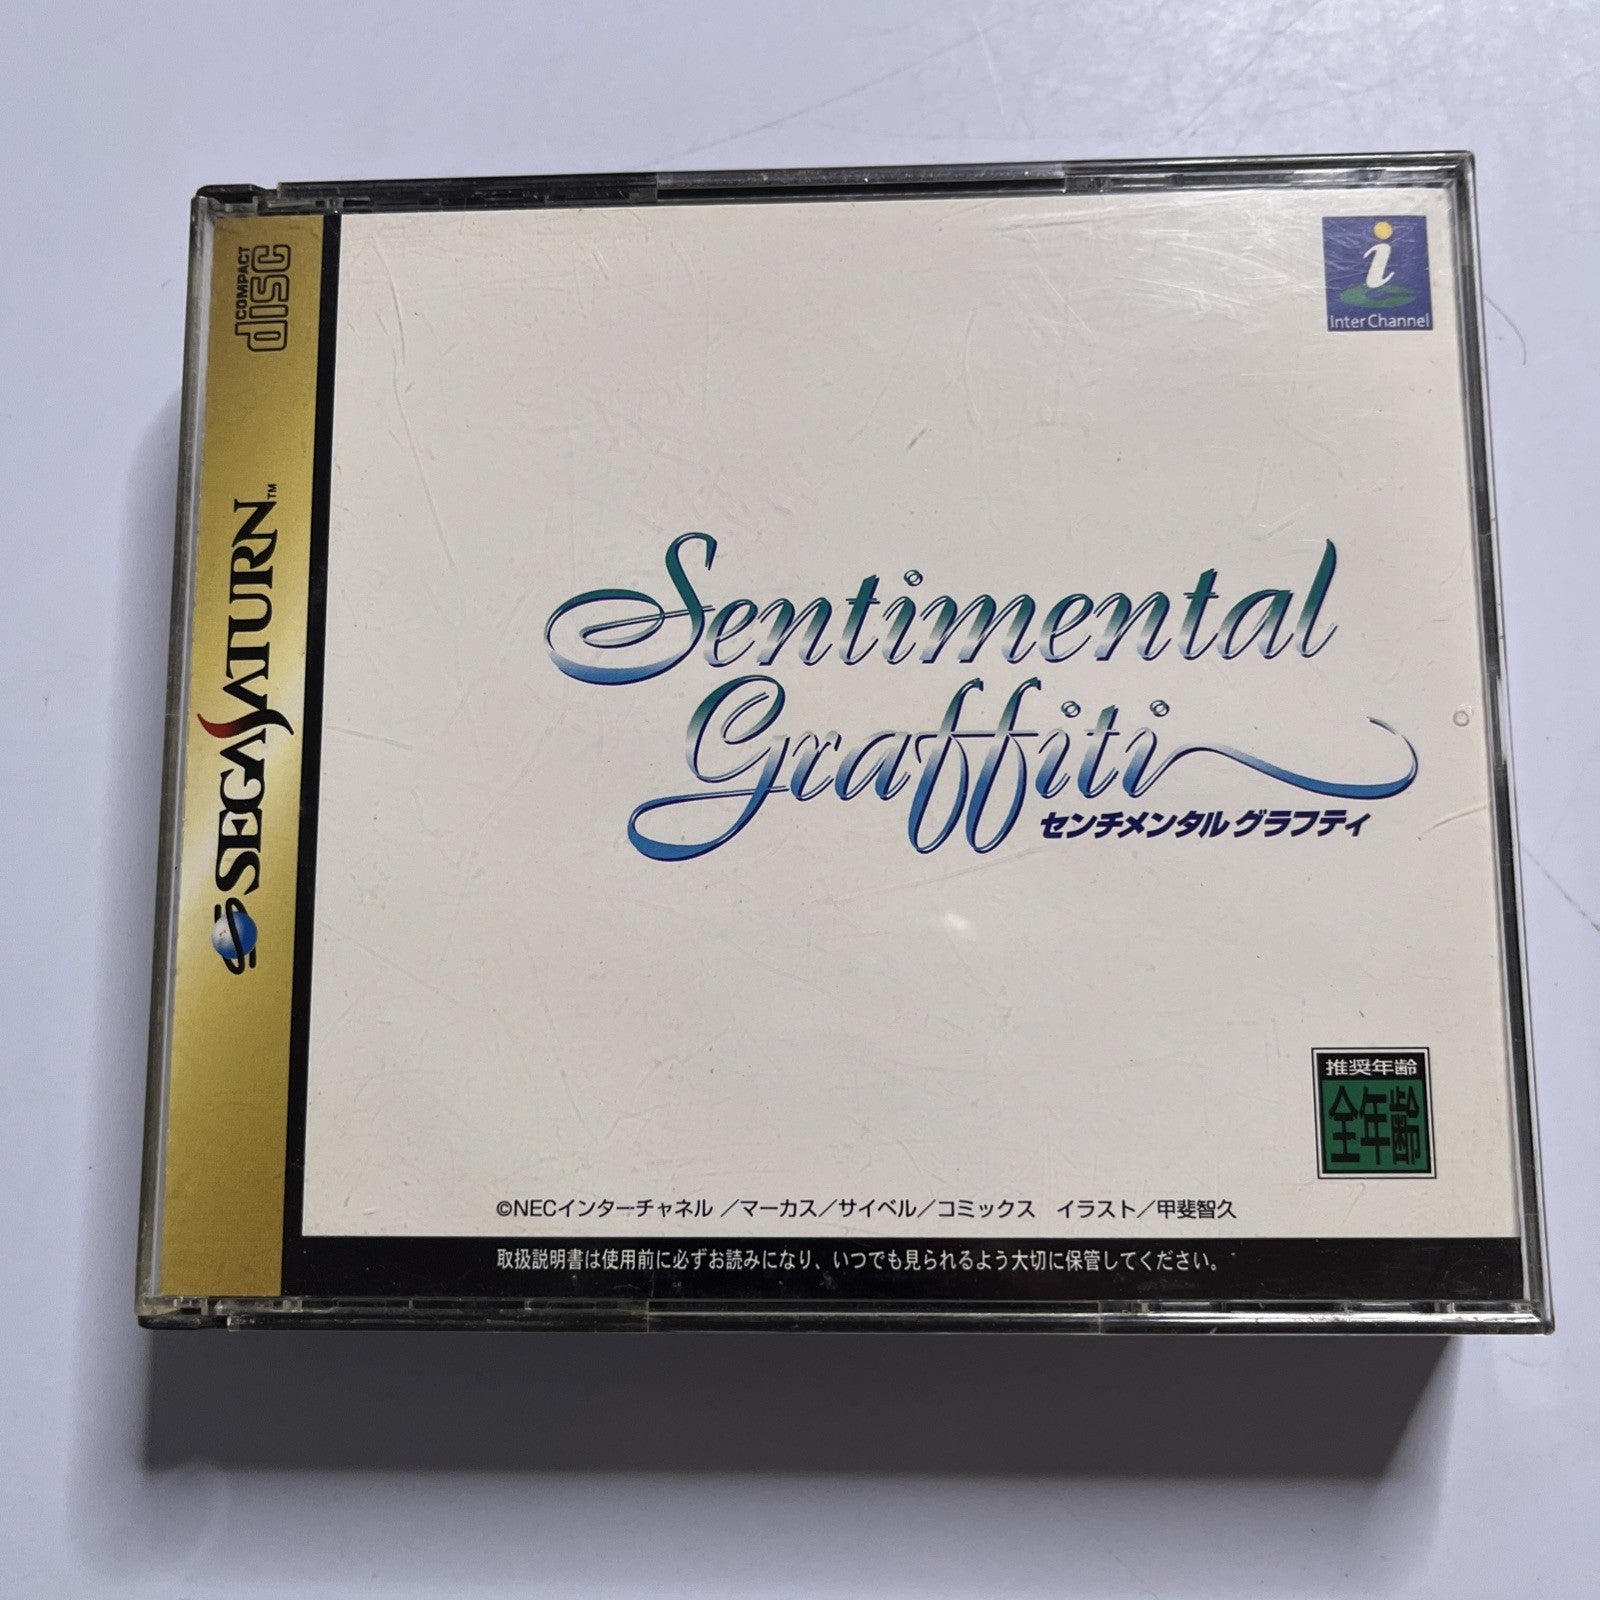 COMPACT
disc
SEGA SATURN™
i
InterChannel
Sentimental
Graffiti
センチメンタル グラフティ
推奨年齢
全年齢
©NECインターチャネル／マーカス／サイベル／コミックス　イラスト／甲斐智久
取扱説明書は使用前に必ずお読みになり、いつでも見られるよう大切に保管してください。